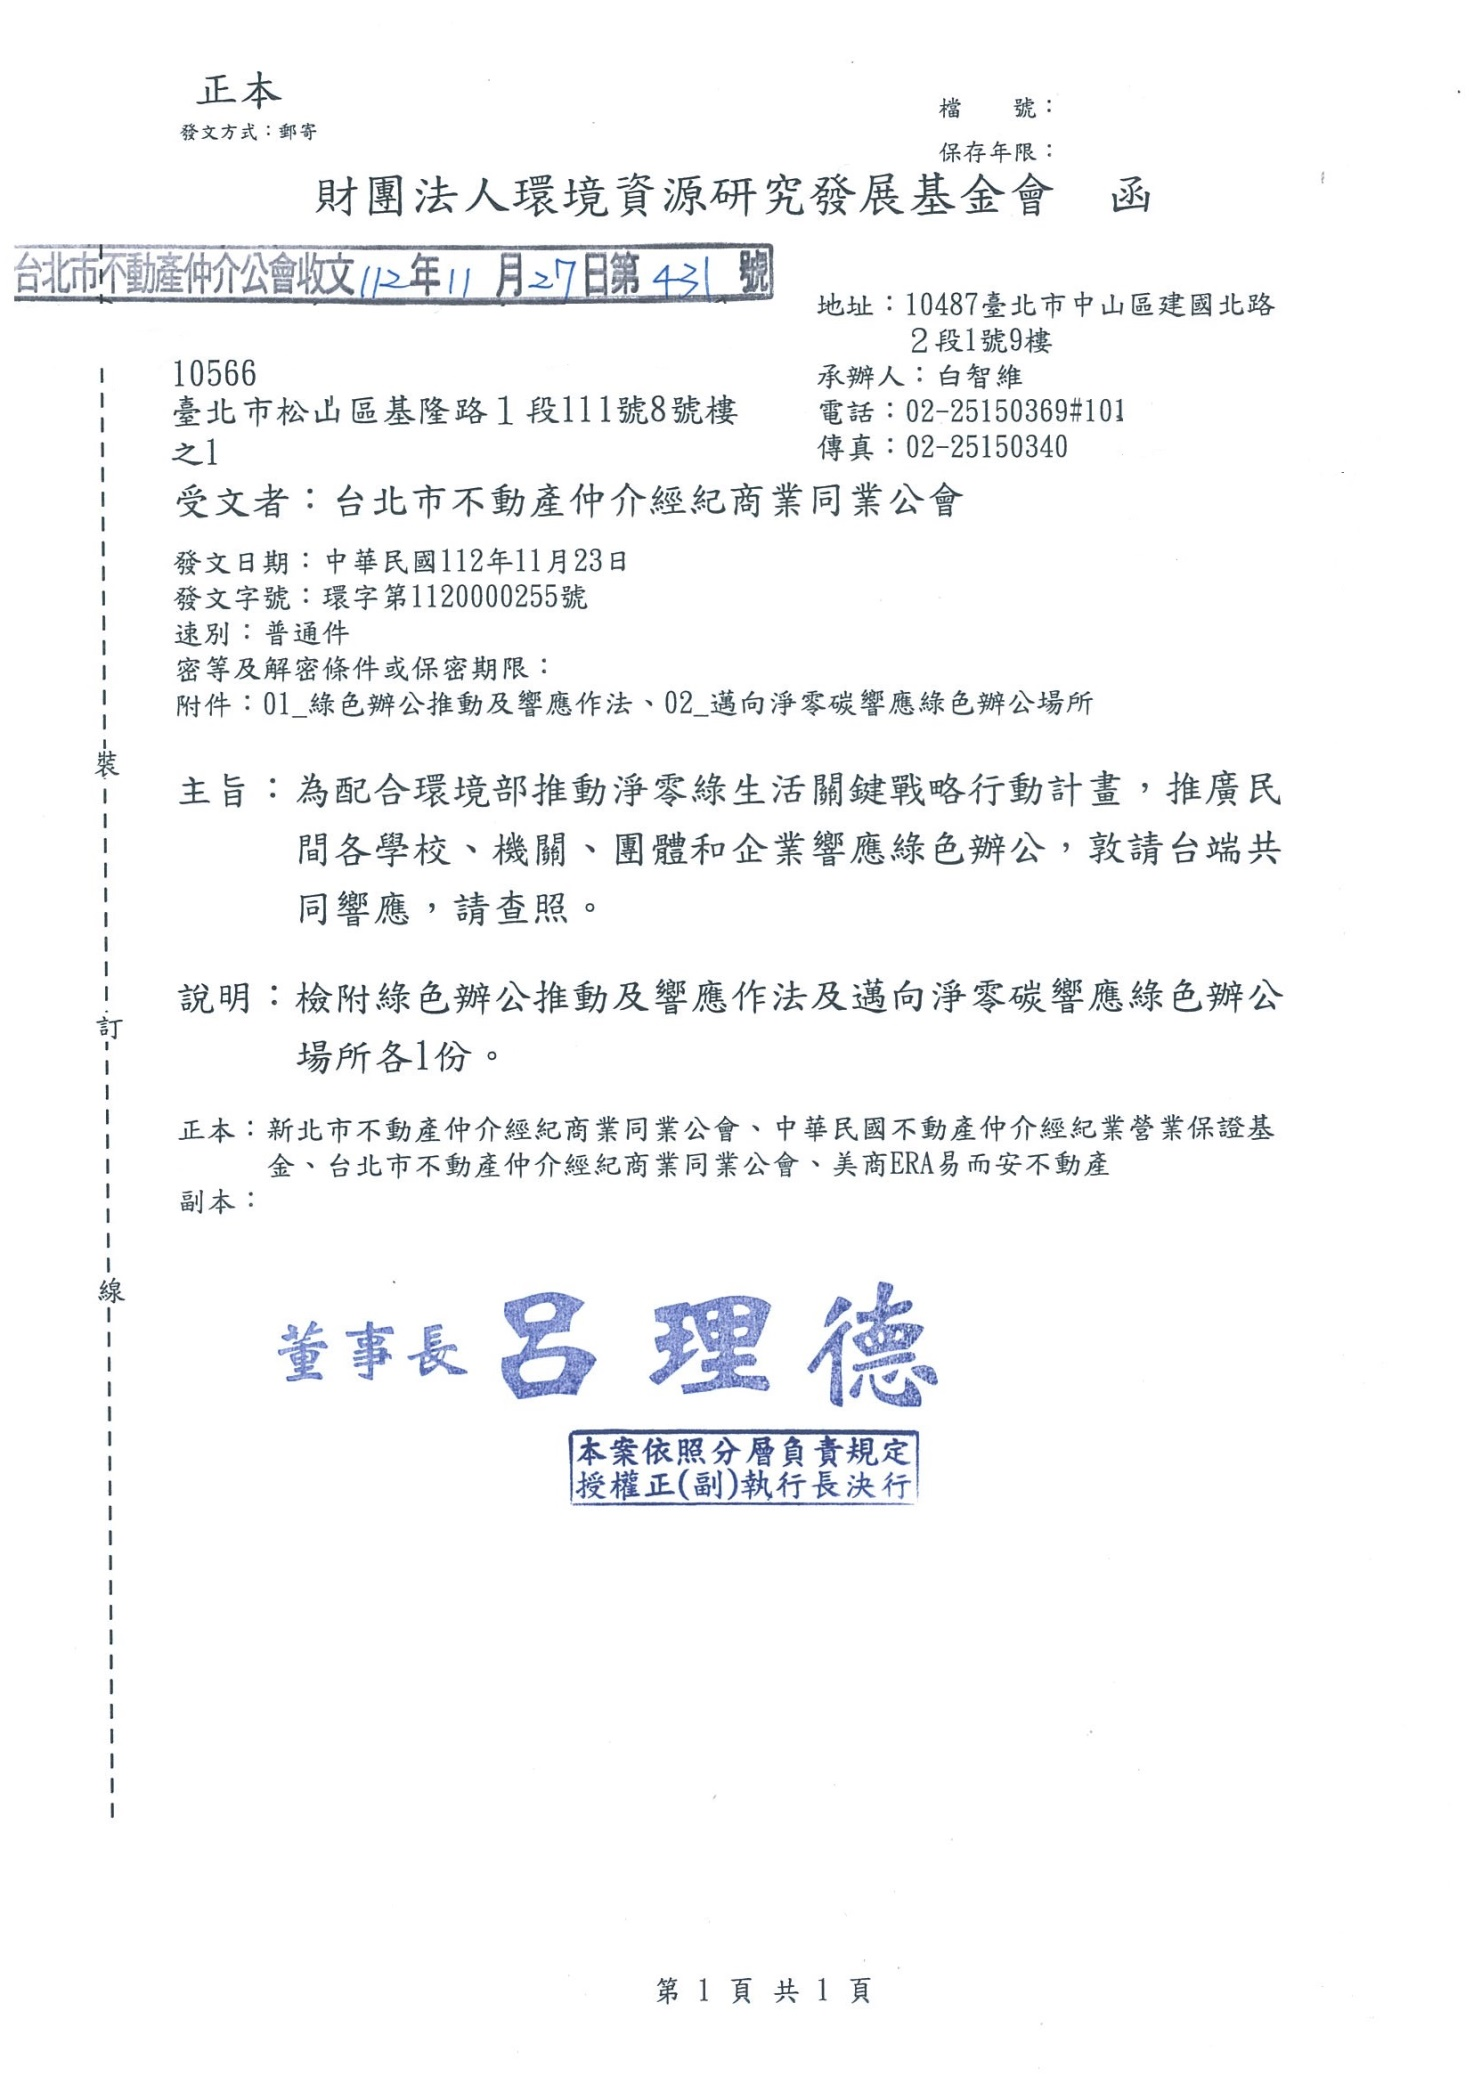 正本
發文方式：郵寄
檔　　號：
保存年限：
財團法人環境資源研究發展基金會　函
台北市不動產仲介公會收文112年11月27日第431號
地址：10487臺北市中山區建國北路
２段1號9樓
承辦人：白智維
電話：02-25150369#101
傳真：02-25150340
10566
臺北市松山區基隆路１段111號8號樓
之1
受文者：台北市不動產仲介經紀商業同業公會
發文日期：中華民國112年11月23日
發文字號：環字第1120000255號
速別：普通件
密等及解密條件或保密期限：
附件：01_綠色辦公推動及響應作法、02_邁向淨零碳響應綠色辦公場所
主旨：為配合環境部推動淨零綠生活關鍵戰略行動計畫，推廣民
間各學校、機關、團體和企業響應綠色辦公，敦請台端共
同響應，請查照。
說明：檢附綠色辦公推動及響應作法及邁向淨零碳響應綠色辦公
場所各1份。
正本：新北市不動產仲介經紀商業同業公會、中華民國不動產仲介經紀業營業保證基
金、台北市不動產仲介經紀商業同業公會、美商ERA易而安不動產
副本：
裝
訂
線
董事長 呂理德
本案依照分層負責規定
授權正(副)執行長決行
第 1 頁 共 1 頁